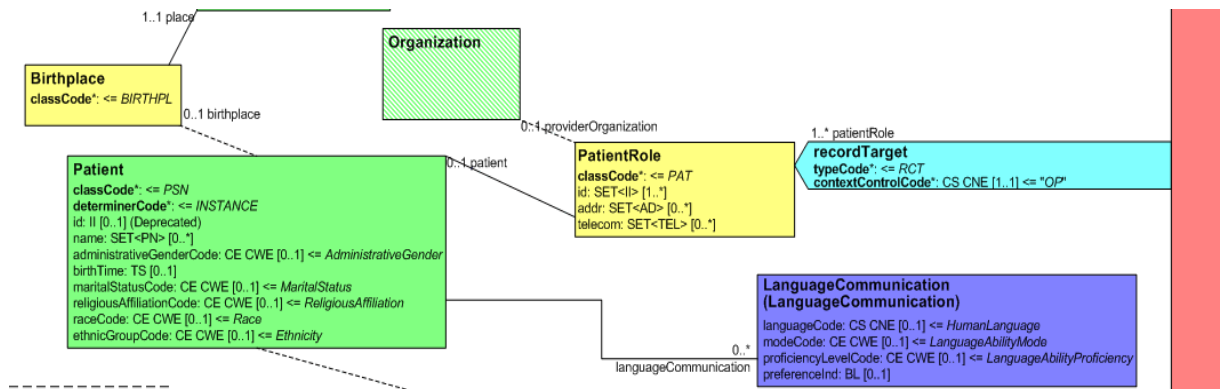 1..1 place
Organization
Birthplace
classCode*: <= BIRTHPL
0..1 birthplace
0..1 providerOrganization
1..* patientRole
Patient
classCode*: <= PSN
determinerCode*: <= INSTANCE
id: II [0..1] (Deprecated)
name: SET<PN> [0..*]
administrativeGenderCode: CE CWE [0..1] <= AdministrativeGender
birthTime: TS [0..1]
maritalStatusCode: CE CWE [0..1] <= MaritalStatus
religiousAffiliationCode: CE CWE [0..1] <= ReligiousAffiliation
raceCode: CE CWE [0..1] <= Race
ethnicGroupCode: CE CWE [0..1] <= Ethnicity
0..1 patient
PatientRole
classCode*: <= PAT
id: SET<II> [1..*]
addr: SET<AD> [0..*]
telecom: SET<TEL> [0..*]
recordTarget
typeCode*: <= RCT
contextControlCode*: CS CNE [1..1] <= "OP"
LanguageCommunication
(LanguageCommunication)
languageCode: CS CNE [0..1] <= HumanLanguage
modeCode: CE CWE [0..1] <= LanguageAbilityMode
proficiencyLevelCode: CE CWE [0..1] <= LanguageAbilityProficiency
preferenceInd: BL [0..1]
0..*
languageCommunication